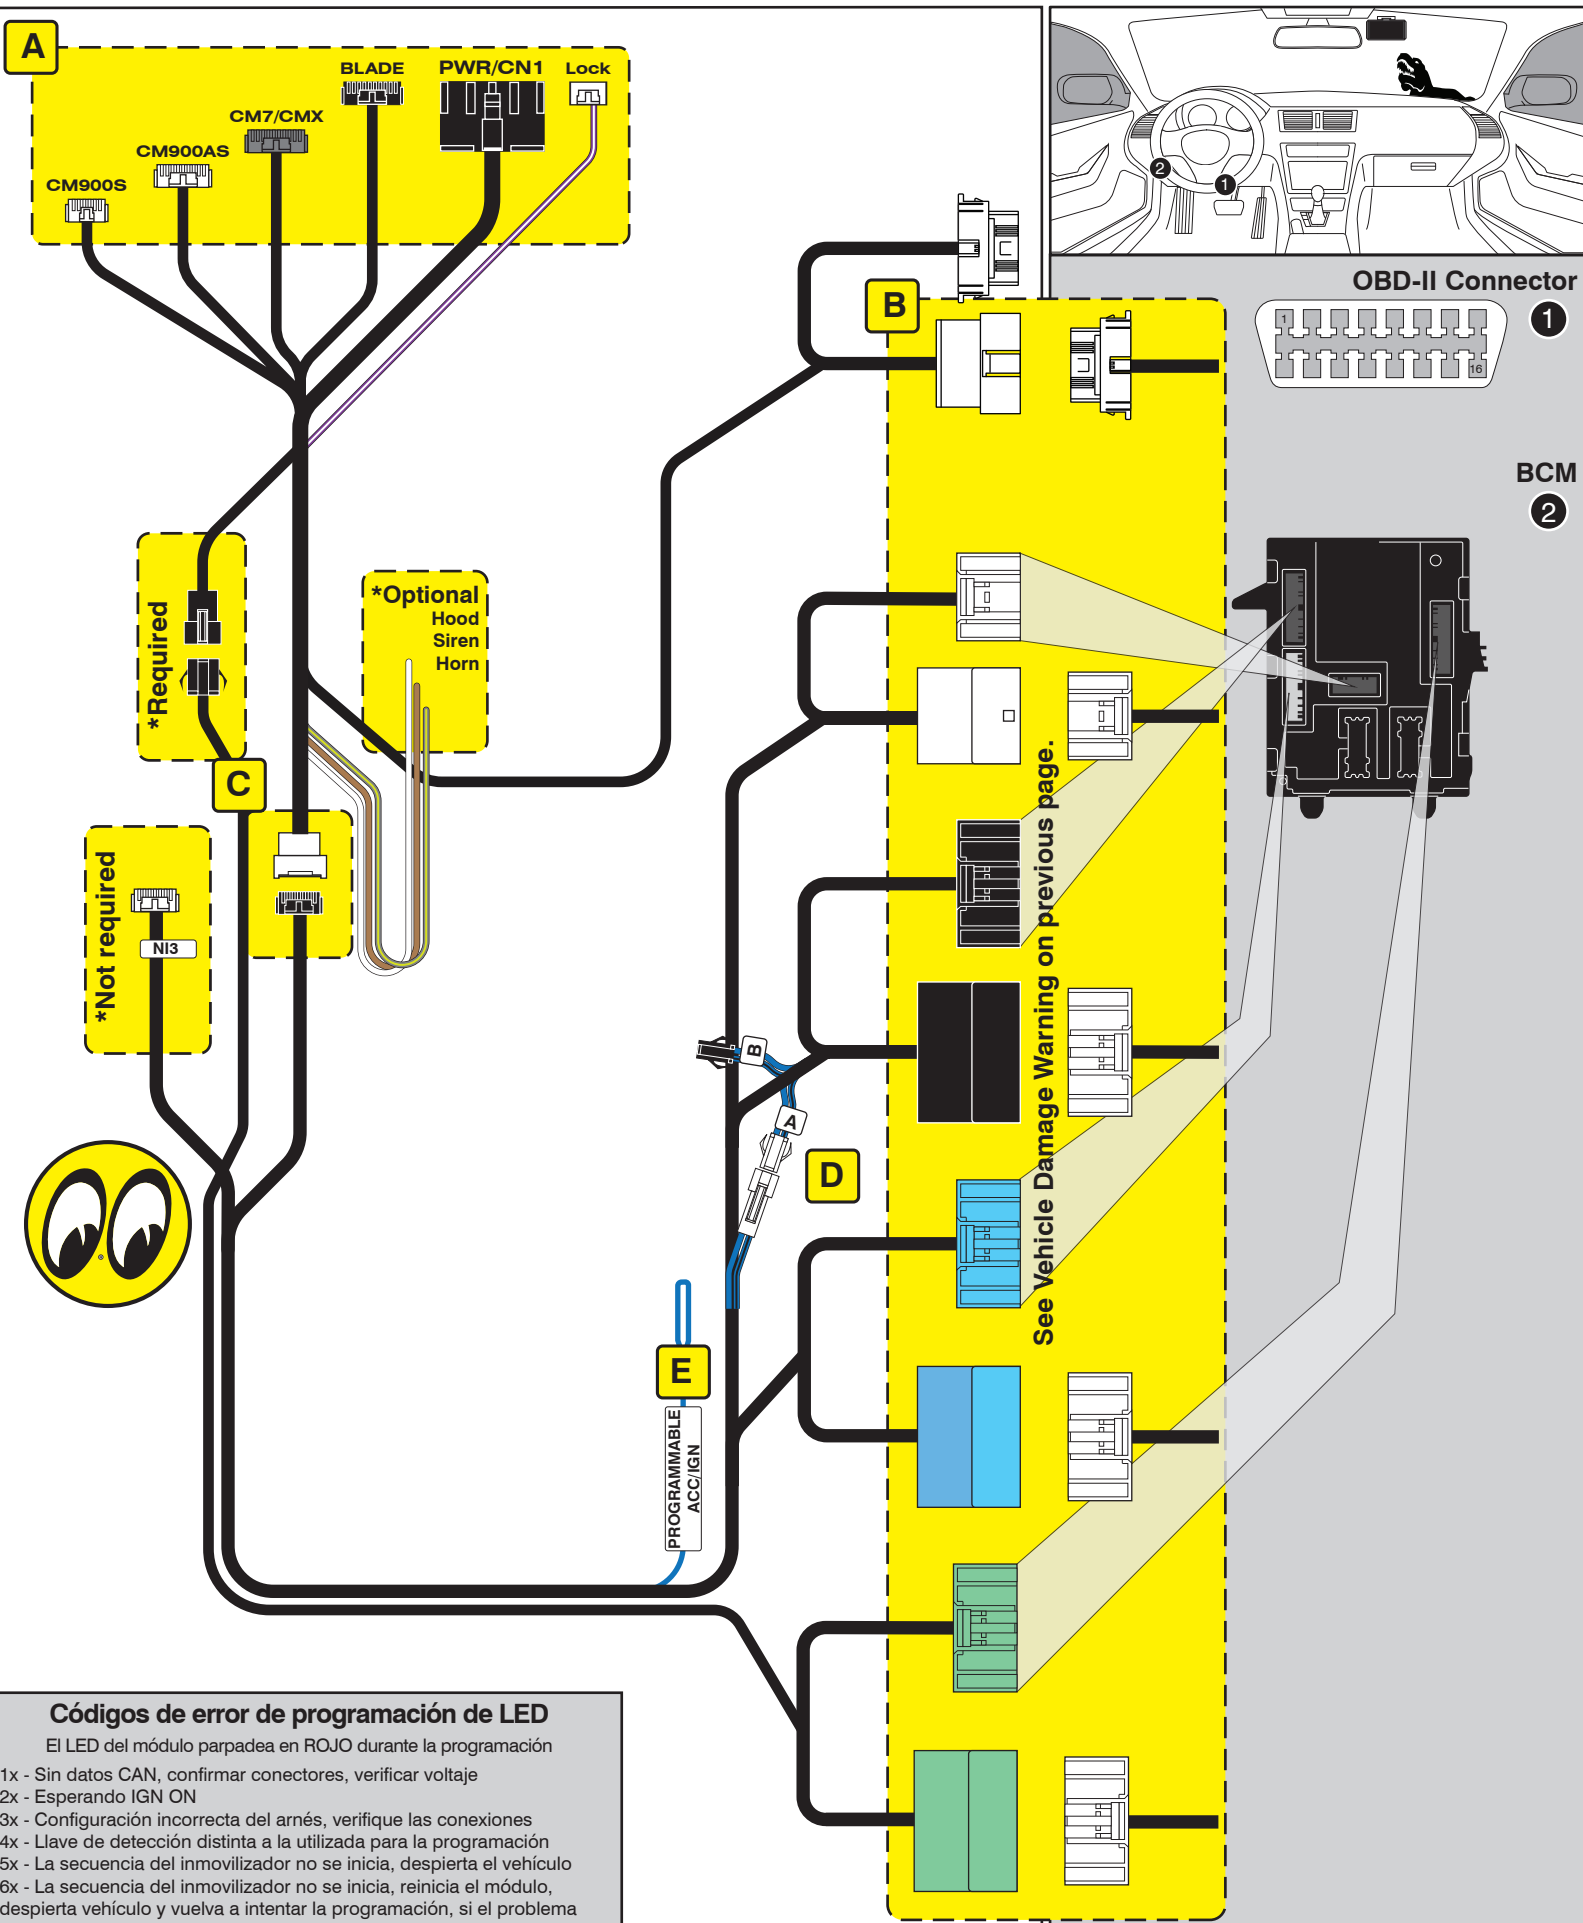 A
BLADE
PWR/CN1
Lock
CM7/CMX
CM900AS
CM900S
2
1
OBD-II Connector
1
1
16
B
BCM
2
*Required
*Optional
Hood
Siren
Horn
C
*Not required
NI3
See Vehicle Damage Warning on previous page.
B
A
D
E
PROGRAMMABLE
ACC/IGN
Códigos de error de programación de LED
El LED del módulo parpadea en ROJO durante la programación
1x - Sin datos CAN, confirmar conectores, verificar voltaje
2x - Esperando IGN ON
3x - Configuración incorrecta del arnés, verifique las conexiones
4x - Llave de detección distinta a la utilizada para la programación
5x - La secuencia del inmovilizador no se inicia, despierta el vehículo
6x - La secuencia del inmovilizador no se inicia, reinicia el módulo,
despierta vehículo y vuelva a intentar la programación, si el problema